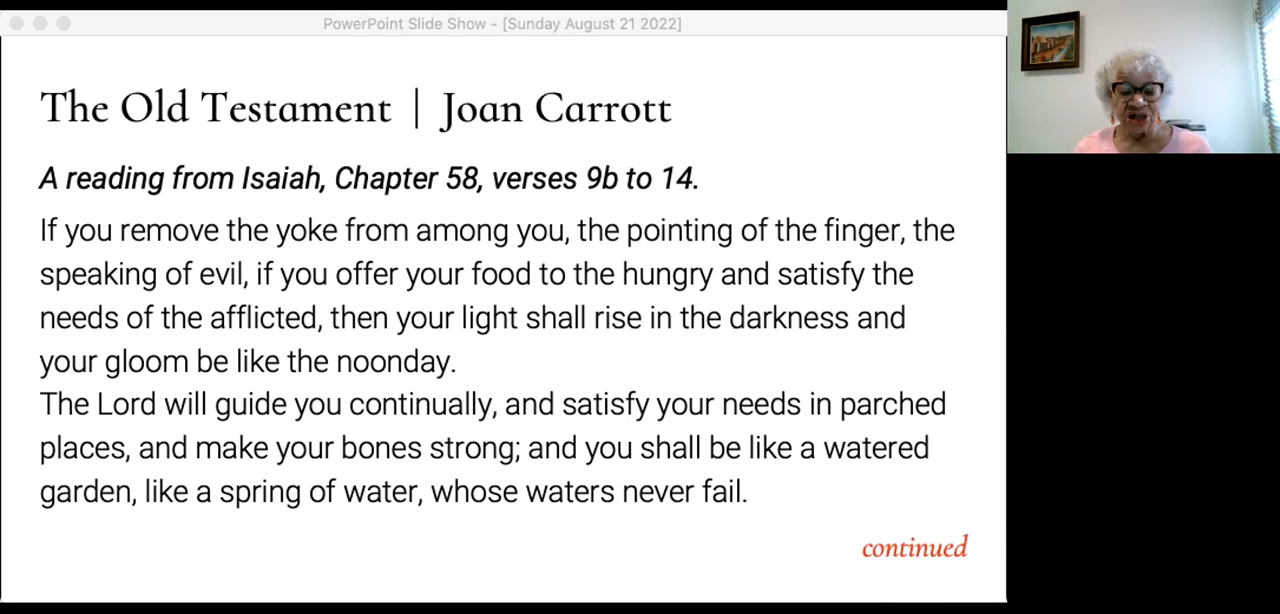 PowerPoint Slide Show - [Sunday August 21 2022]
The Old Testament | Joan Carrott
A reading from Isaiah, Chapter 58, verses 9b to 14.
If you remove the yoke from among you, the pointing of the finger, the
speaking of evil, if you offer your food to the hungry and satisfy the
needs of the afflicted, then your light shall rise in the darkness and
your gloom be like the noonday.
The Lord will guide you continually, and satisfy your needs in parched
places, and make your bones strong; and you shall be like a watered
garden, like a spring of water, whose waters never fail.
continued